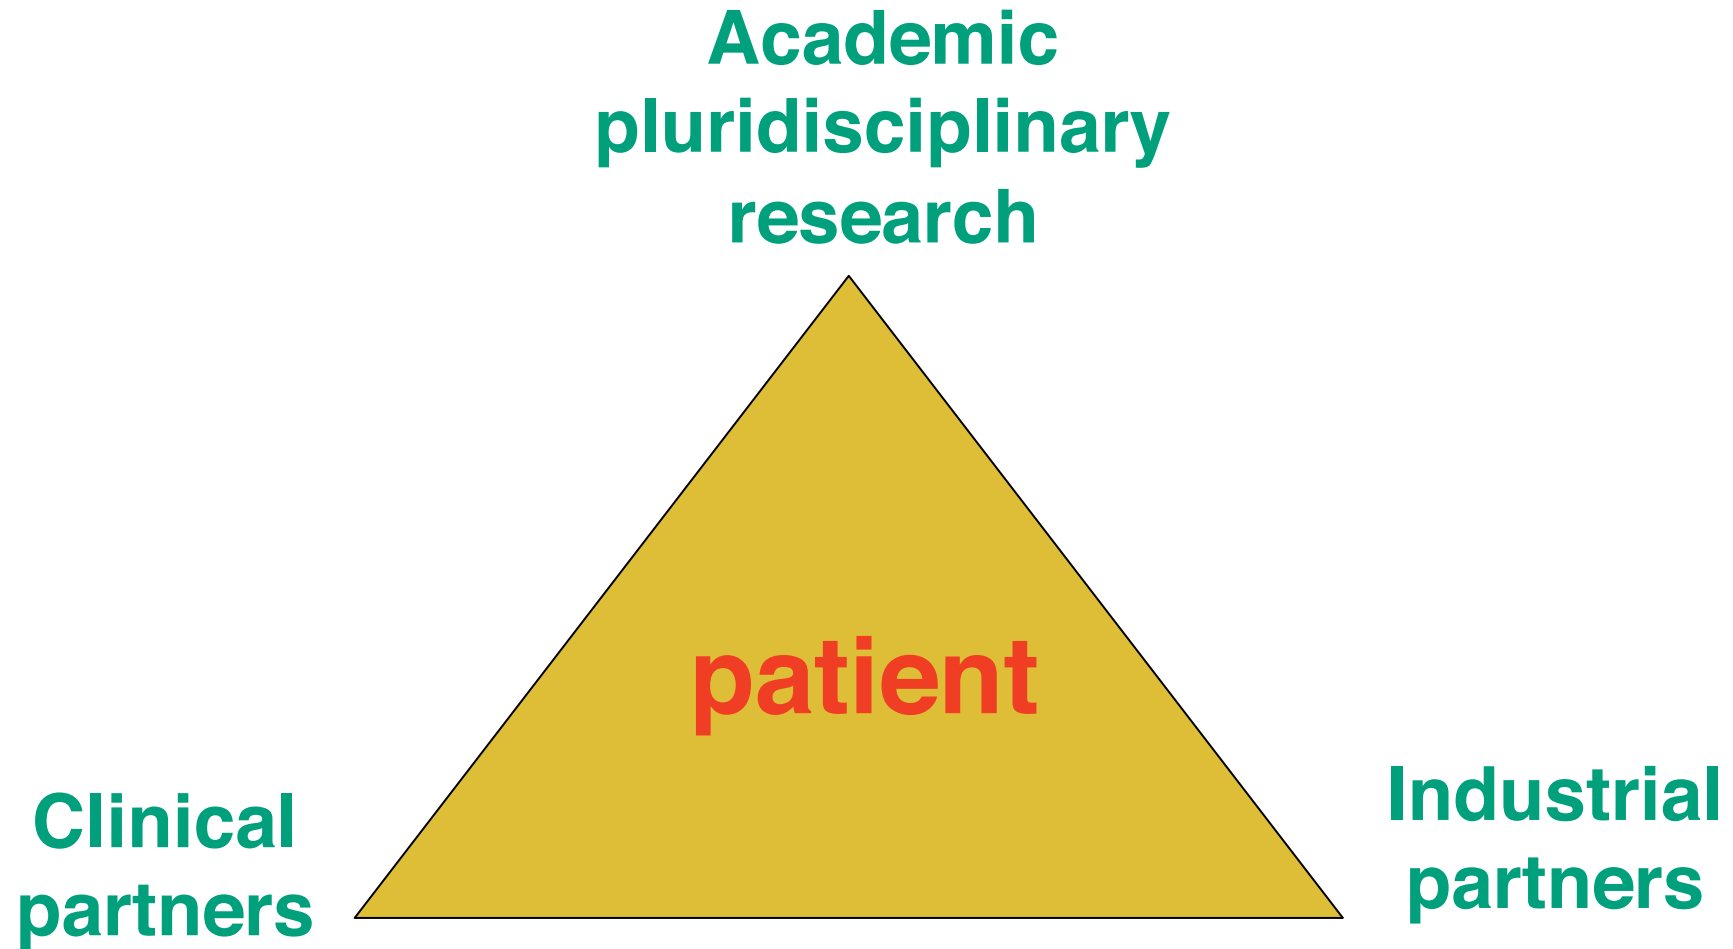 Academic
pluridisciplinary
research
patient
Clinical
partners
Industrial
partners